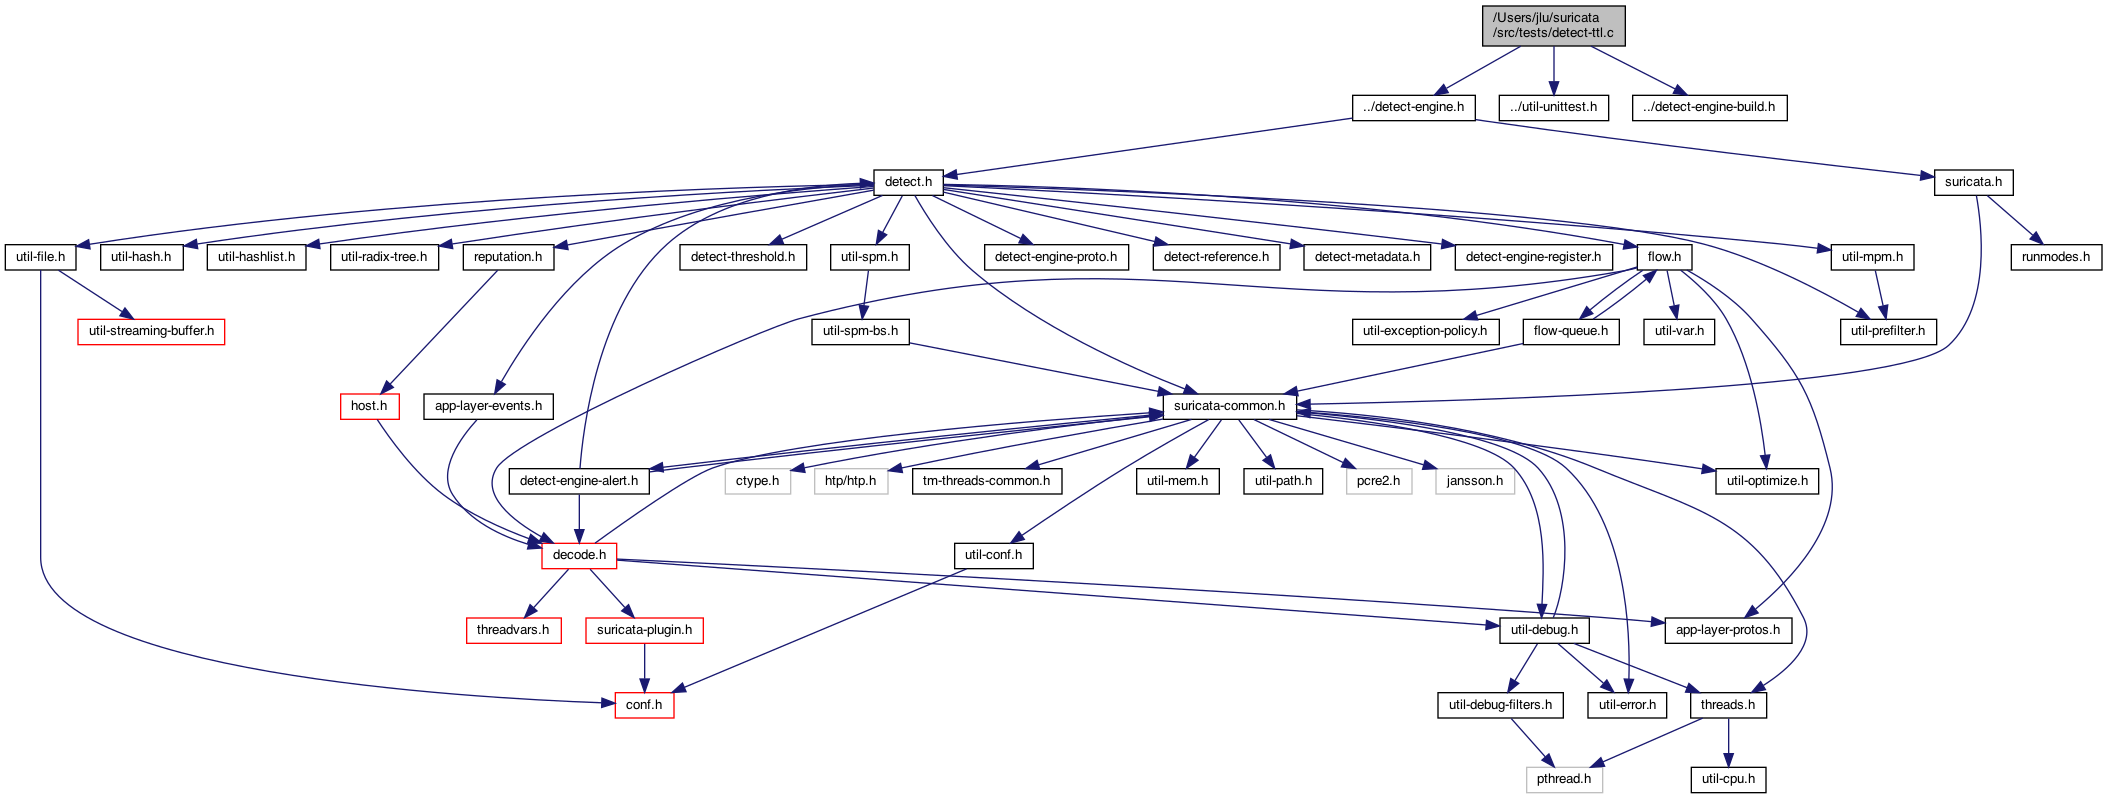 /Users/jlu/suricata
/src/tests/detect-ttl.c
../detect-engine.h
../util-unittest.h
../detect-engine-build.h
detect.h
suricata.h
util-file.h
util-hash.h
util-hashlist.h
util-radix-tree.h
reputation.h
detect-threshold.h
util-spm.h
detect-engine-proto.h
detect-reference.h
detect-metadata.h
detect-engine-register.h
flow.h
util-mpm.h
runmodes.h
util-streaming-buffer.h
util-spm-bs.h
util-exception-policy.h
flow-queue.h
util-var.h
util-prefilter.h
host.h
app-layer-events.h
suricata-common.h
detect-engine-alert.h
ctype.h
htp/htp.h
tm-threads-common.h
util-mem.h
util-path.h
pcre2.h
jansson.h
util-optimize.h
decode.h
util-conf.h
threadvars.h
suricata-plugin.h
util-debug.h
app-layer-protos.h
conf.h
util-debug-filters.h
util-error.h
threads.h
pthread.h
util-cpu.h